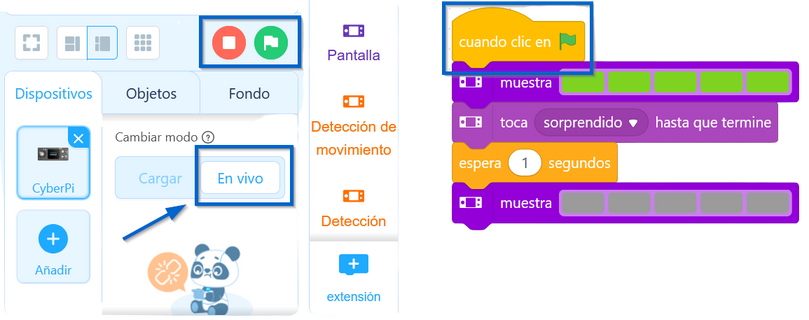 Dispositivos
Objetos
Fondo
CyberPi
Añadir
Cambiar modo ?
Cargar
En vivo
Pantalla
Detección de
movimiento
Detección
extensión
cuando clic en
muestra
toca sorprendido hasta que termine
espera 1 segundos
muestra